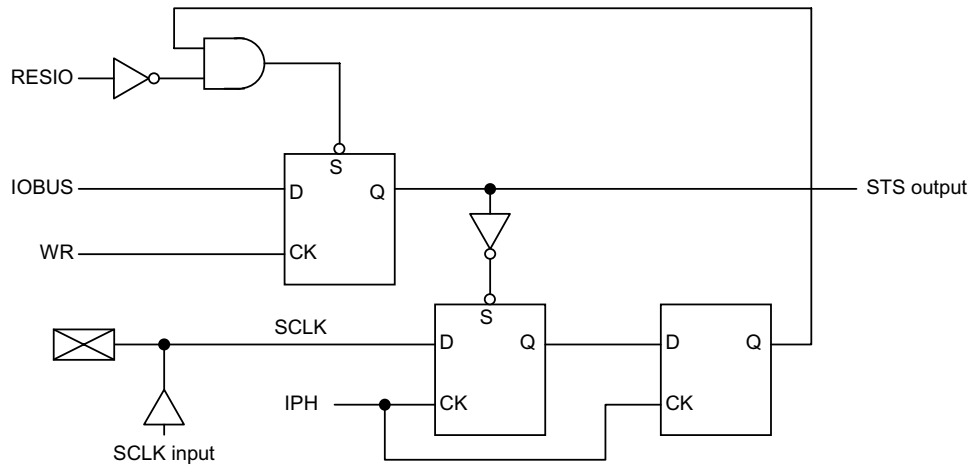 RESIO
S
IOBUS
D
Q
STS output
WR
CK
S
SCLK
D
Q
D
Q
IPH
CK
CK
SCLK input